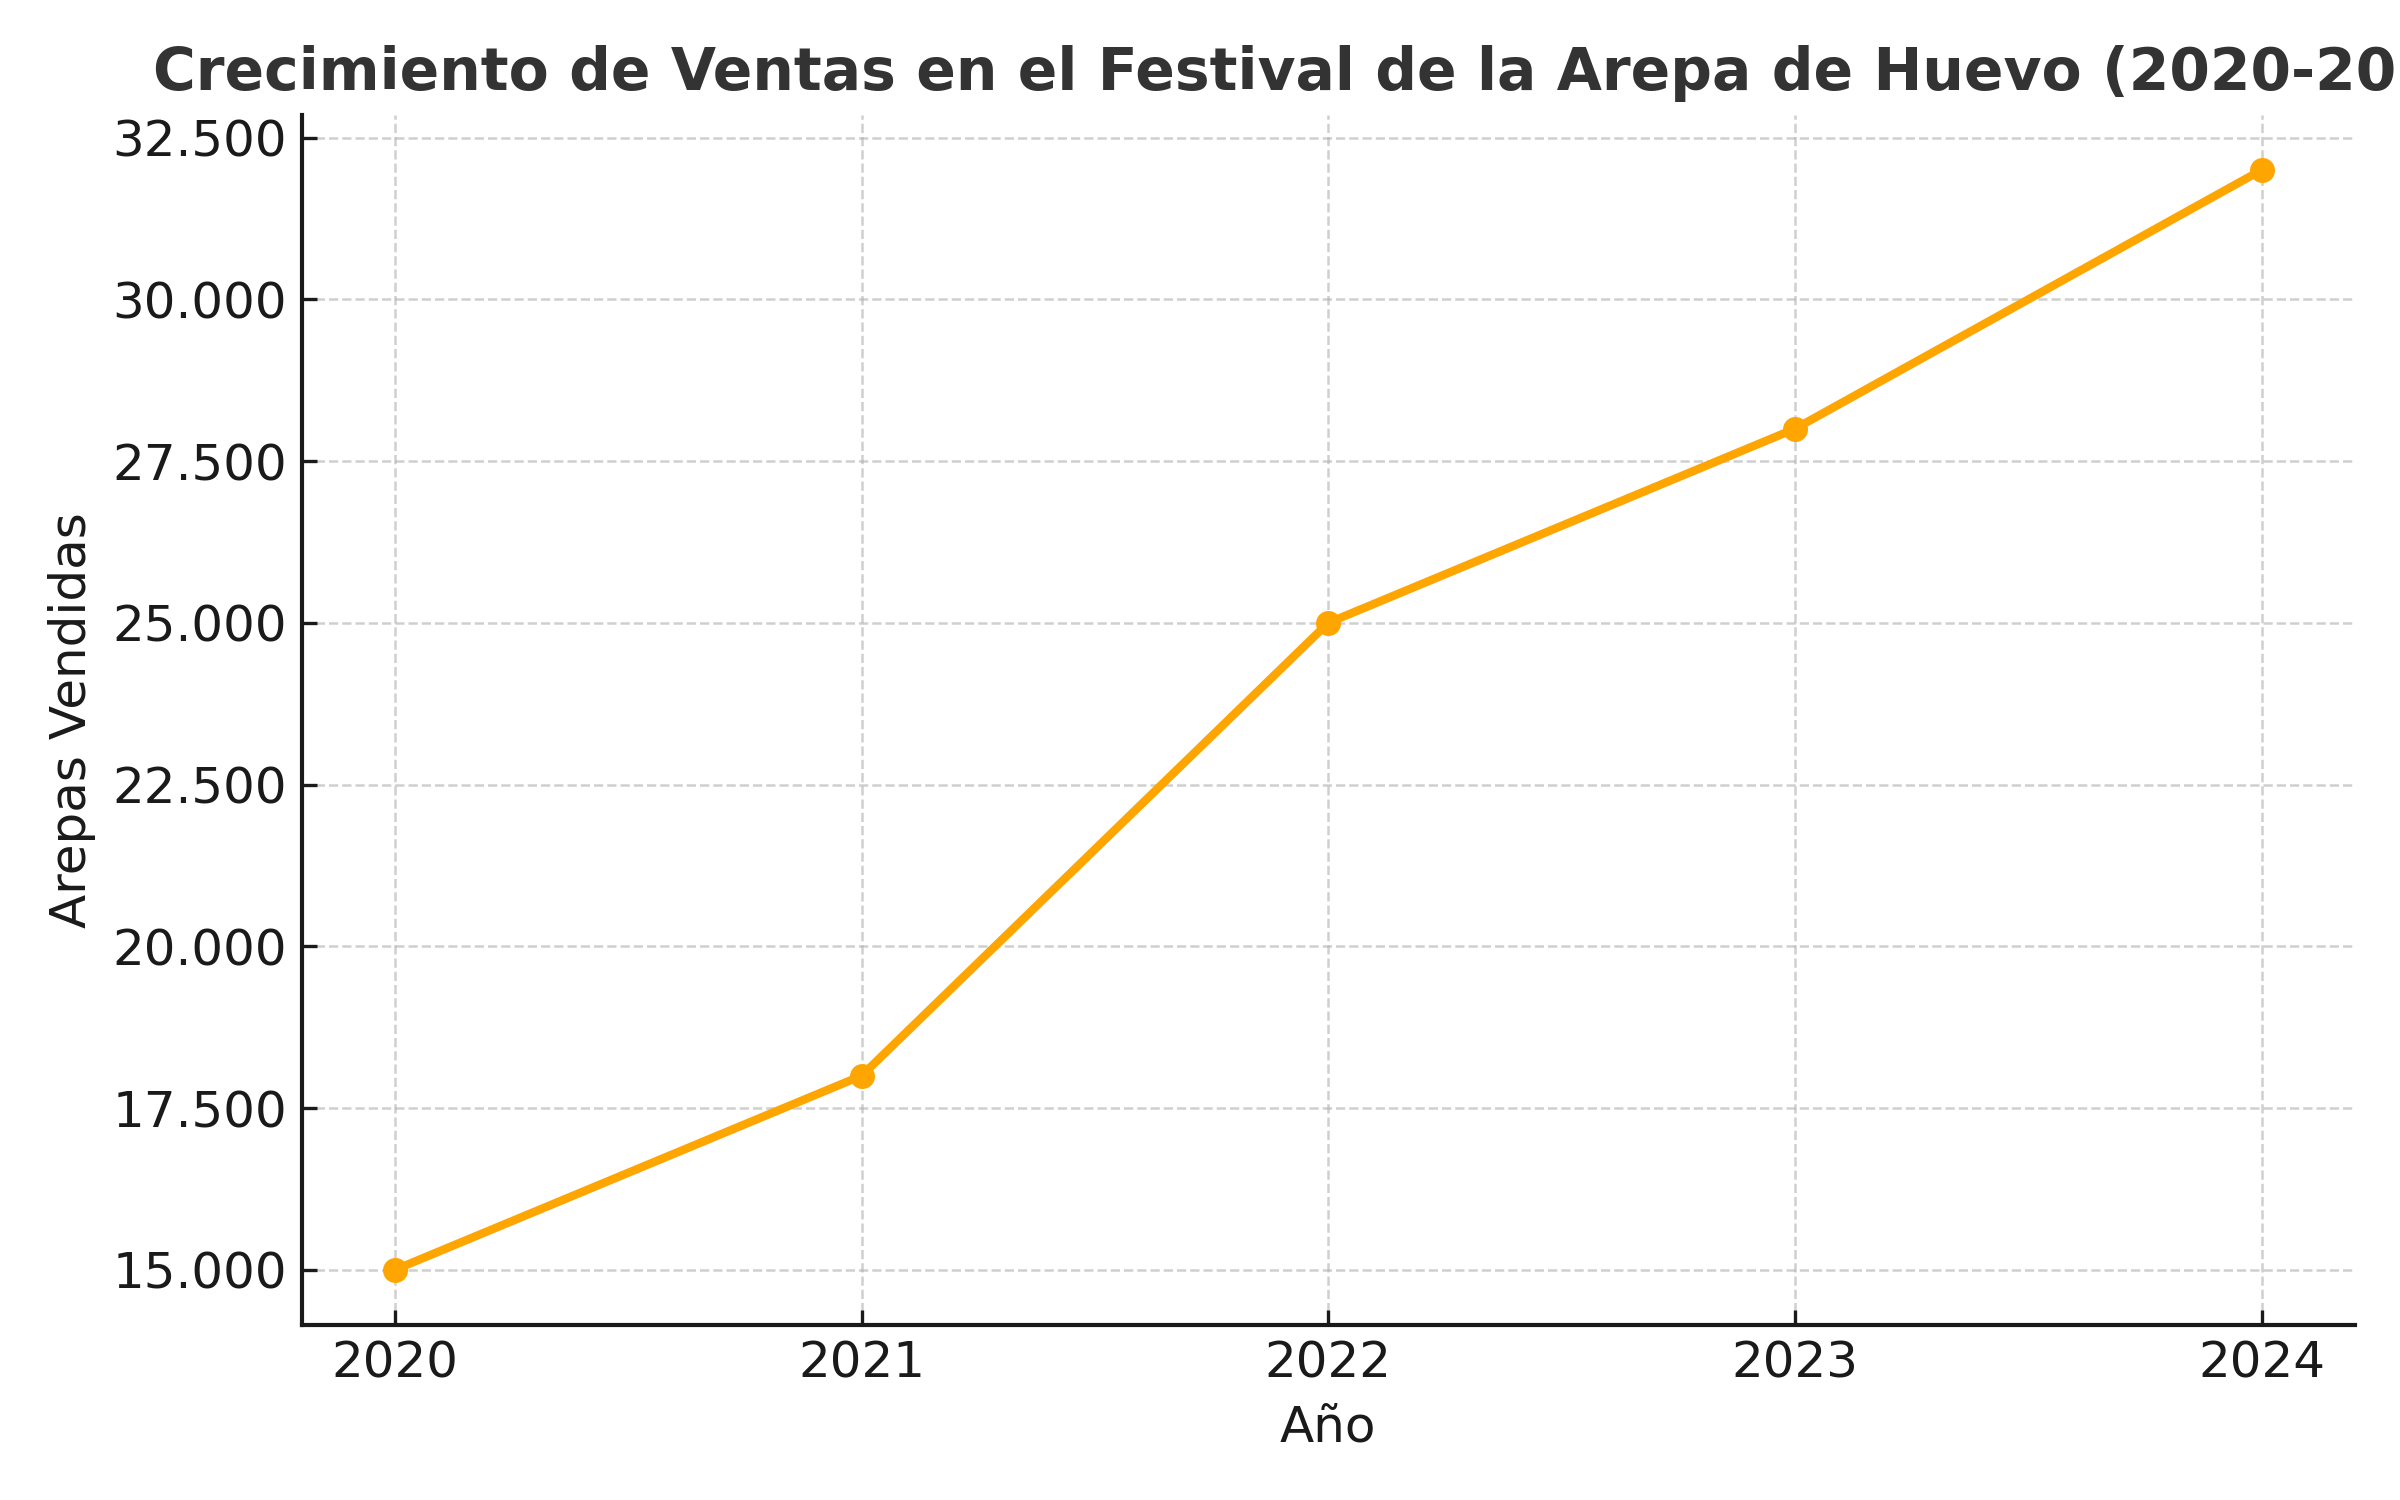 Crecimiento de Ventas en el Festival de la Arepa de Huevo (2020-20
32.500
30.000
27.500
25.000
22.500
20.000
17.500
15.000
Arepas Vendidas
2020 2021 2022 2023 2024
Año